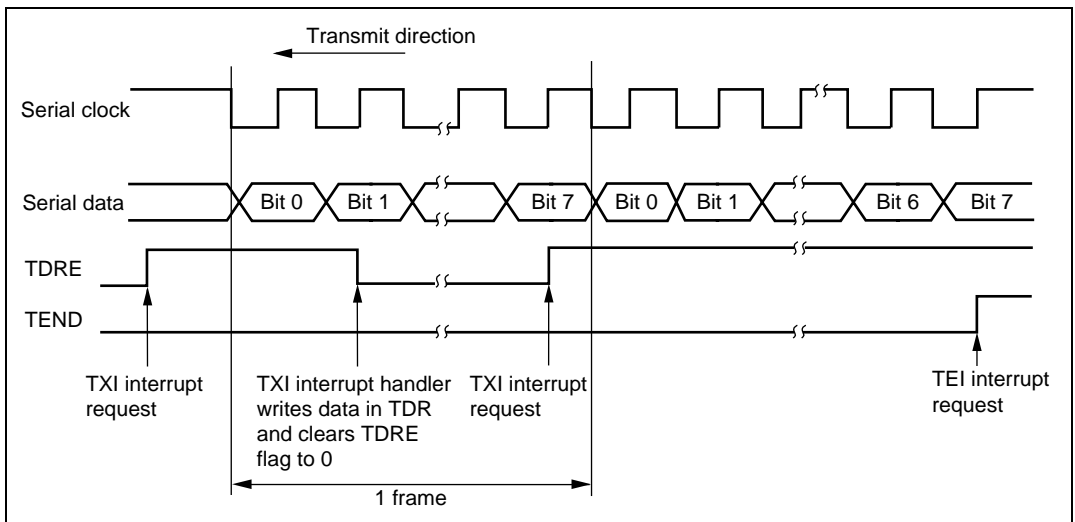 Transmit direction
Serial clock
Serial data
Bit 0
Bit 1
Bit 7
Bit 0
Bit 1
Bit 6
Bit 7
TDRE
TEND
TXI interrupt
request
TXI interrupt handler
writes data in TDR
and clears TDRE
flag to 0
TXI interrupt
request
TEI interrupt
request
1 frame